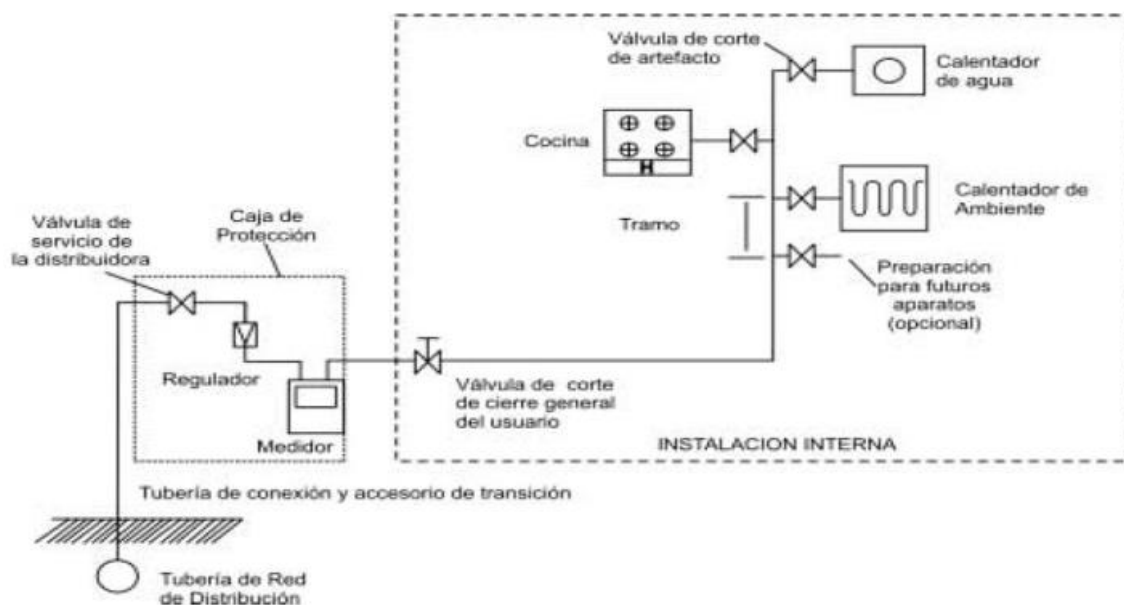 Válvula de corte
de artefacto
Calentador
de agua
Cocina
Calentador de
Ambiente
Tramo
Preparación
para futuros
aparatos
(opcional)
Válvula de
servicio de
la distribuidora
Caja de
Protección
Regulador
Medidor
Válvula de corte
de cierre general
del usuario
INSTALACION INTERNA
Tubería de conexión y accesorio de transición
Tubería de Red
de Distribución